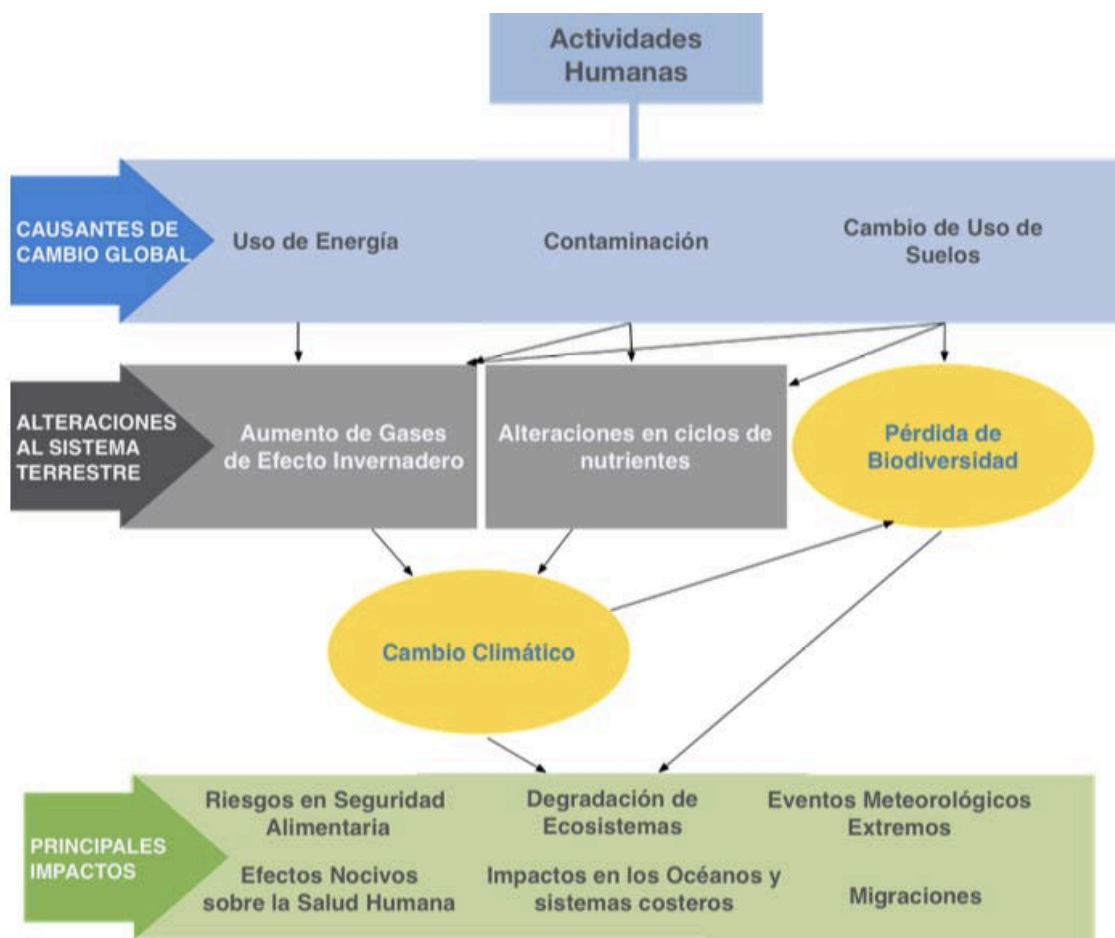 Actividades
Humanas
CAUSANTES DE
CAMBIO GLOBAL
Uso de Energía
Contaminación
Cambio de Uso de
Suelos
ALTERACIONES
AL SISTEMA
TERRESTRE
Aumento de Gases
de Efecto Invernadero
Alteraciones en ciclos de
nutrientes
Pérdida de
Biodiversidad
Cambio Climático
PRINCIPALES
IMPACTOS
Riesgos en Seguridad
Alimentaria
Degradación de
Ecosistemas
Eventos Meteorológicos
Extremos
Efectos Nocivos
sobre la Salud Humana
Impactos en los Océanos y
sistemas costeros
Migraciones